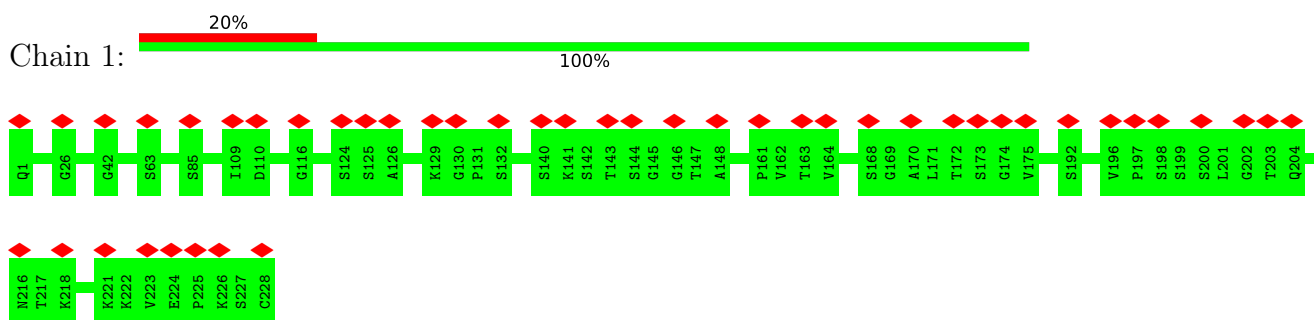 20%
Chain 1:
100%
Q1 G26 G42 S63 S85 I109 D110 G116 S124 S125 A126 K129 G130 P131 S132 S140 K141 S142 T143 S144 G145 G146 T147 A148 P161 V162 T163 V164 S168 G169 A170 L171 T172 S173 G174 V175 S192 V196 P197 S198 S199 S200 L201 G202 T203 Q204
N216 T217 K218 K221 K222 V223 E224 P225 K226 S227 C228